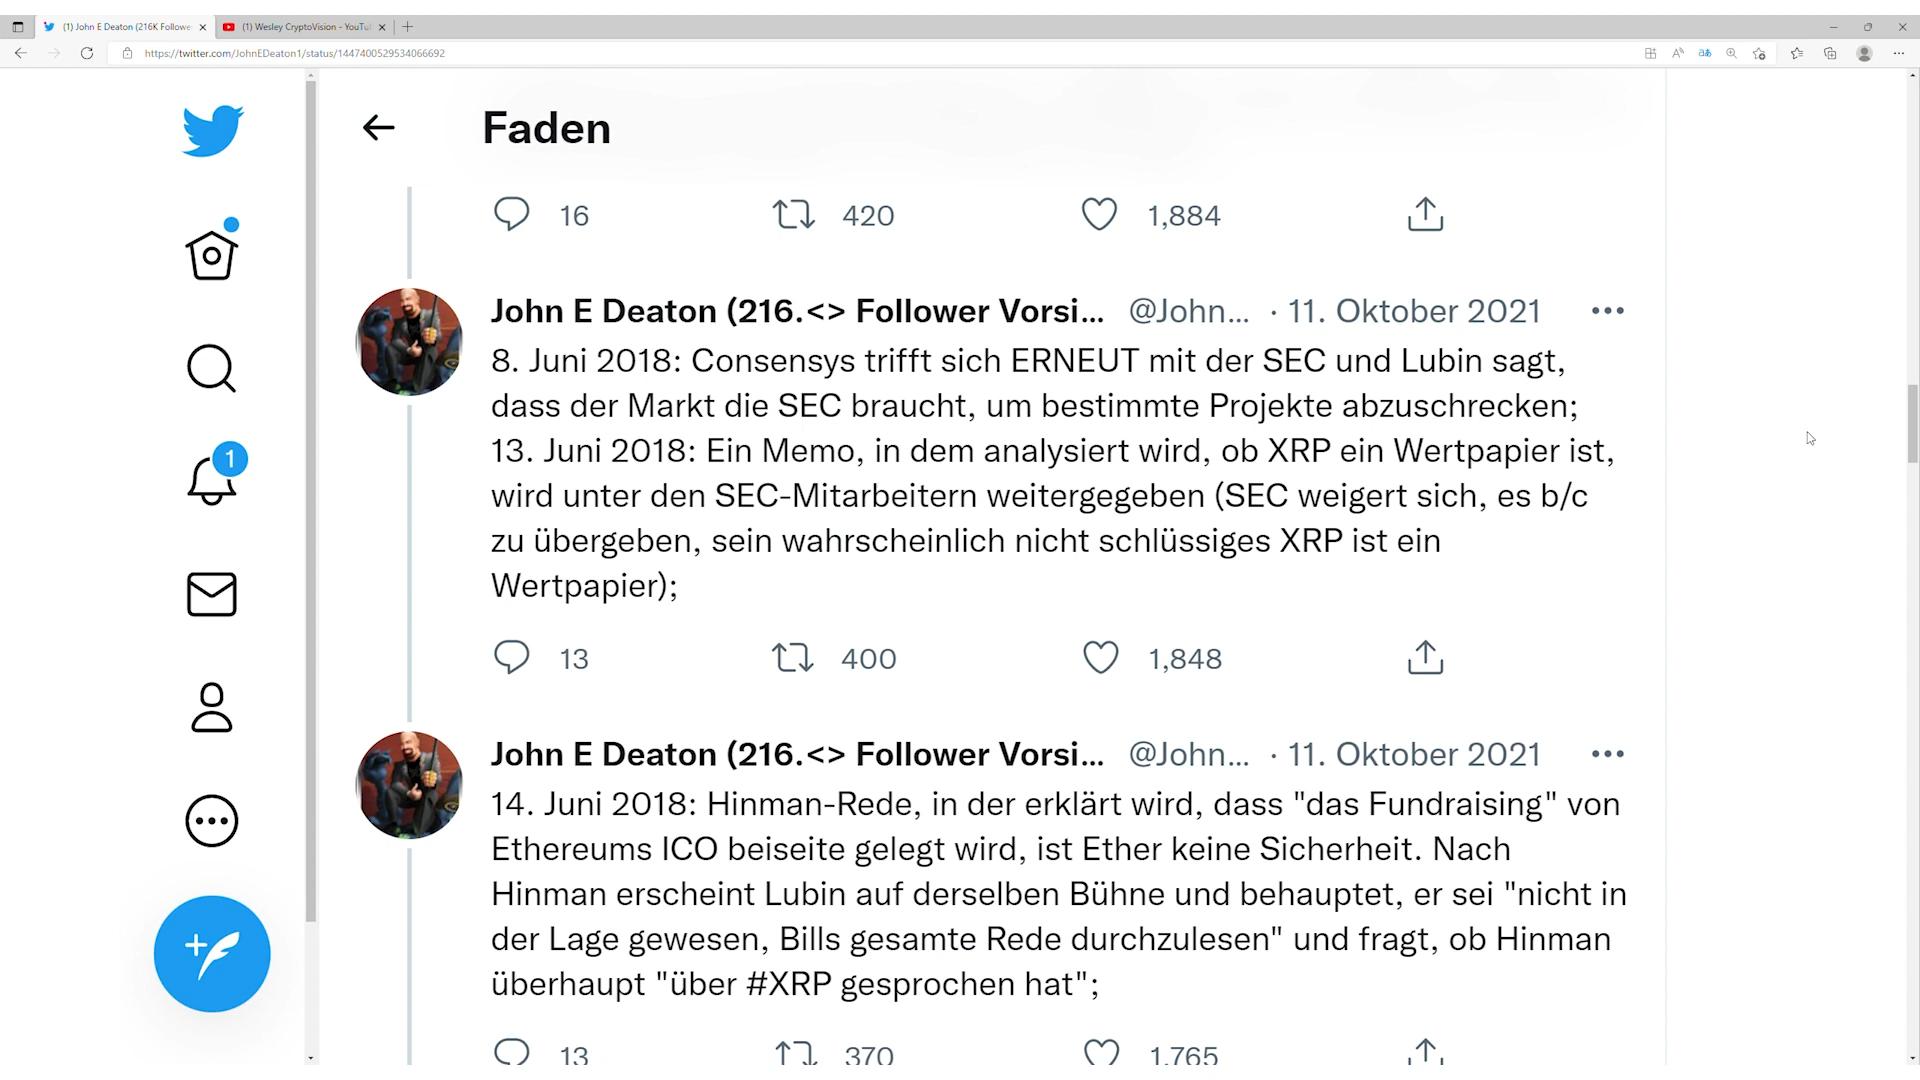 (1) John E Deaton (216K Followe
(1) Wesley CryptoVision - YouTu
https://twitter.com/JohnEDeaton1/status/1447400529534066692
Faden
16 420 1,884
John E Deaton (216.<> Follower Vorsi... @John... · 11. Oktober 2021
8. Juni 2018: Consensys trifft sich ERNEUT mit der SEC und Lubin sagt,
dass der Markt die SEC braucht, um bestimmte Projekte abzuschrecken;
13. Juni 2018: Ein Memo, in dem analysiert wird, ob XRP ein Wertpapier ist,
wird unter den SEC-Mitarbeitern weitergegeben (SEC weigert sich, es b/c
zu übergeben, sein wahrscheinlich nicht schlüssiges XRP ist ein
Wertpapier);
13 400 1,848
John E Deaton (216.<> Follower Vorsi... @John... · 11. Oktober 2021
14. Juni 2018: Hinman-Rede, in der erklärt wird, dass "das Fundraising" von
Ethereums ICO beiseite gelegt wird, ist Ether keine Sicherheit. Nach
Hinman erscheint Lubin auf derselben Bühne und behauptet, er sei "nicht in
der Lage gewesen, Bills gesamte Rede durchzulesen" und fragt, ob Hinman
überhaupt "über #XRP gesprochen hat";
13 370 1,765
1